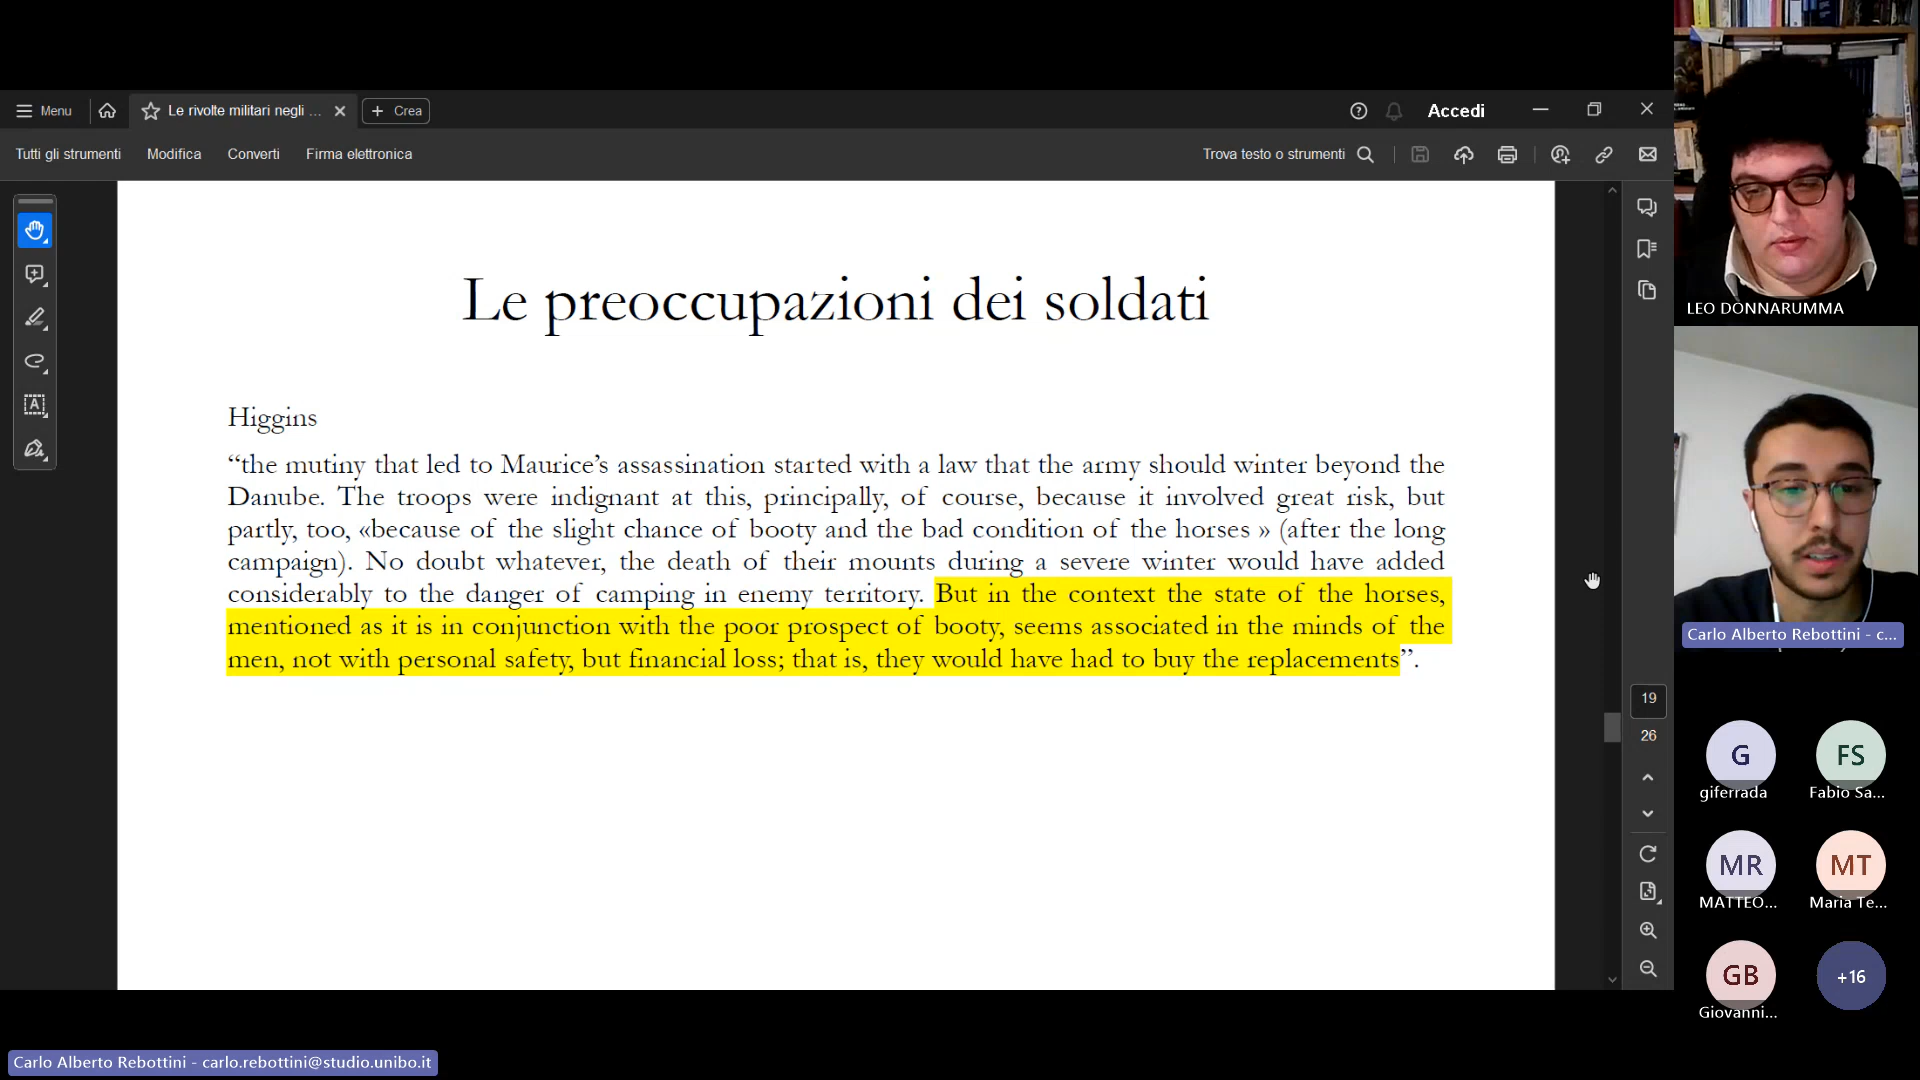 Menu
Le rivolte militari negli ...
Crea
Accedi
Tutti gli strumenti
Modifica
Converti
Firma elettronica
Trova testo o strumenti
Le preoccupazioni dei soldati
Higgins
“the mutiny that led to Maurice’s assassination started with a law that the army should winter beyond the
Danube. The troops were indignant at this, principally, of course, because it involved great risk, but
partly, too, «because of the slight chance of booty and the bad condition of the horses » (after the long
campaign). No doubt whatever, the death of their mounts during a severe winter would have added
considerably to the danger of camping in enemy territory. But in the context the state of the horses,
mentioned as it is in conjunction with the poor prospect of booty, seems associated in the minds of the
men, not with personal safety, but financial loss; that is, they would have had to buy the replacements”.
19
26
LEO DONNARUMMA
Carlo Alberto Rebottini - c...
G
giferrada
FS
Fabio Sa...
MR
MATTEO...
MT
Maria Te...
GB
Giovanni...
+16
Carlo Alberto Rebottini - carlo.rebottini@studio.unibo.it